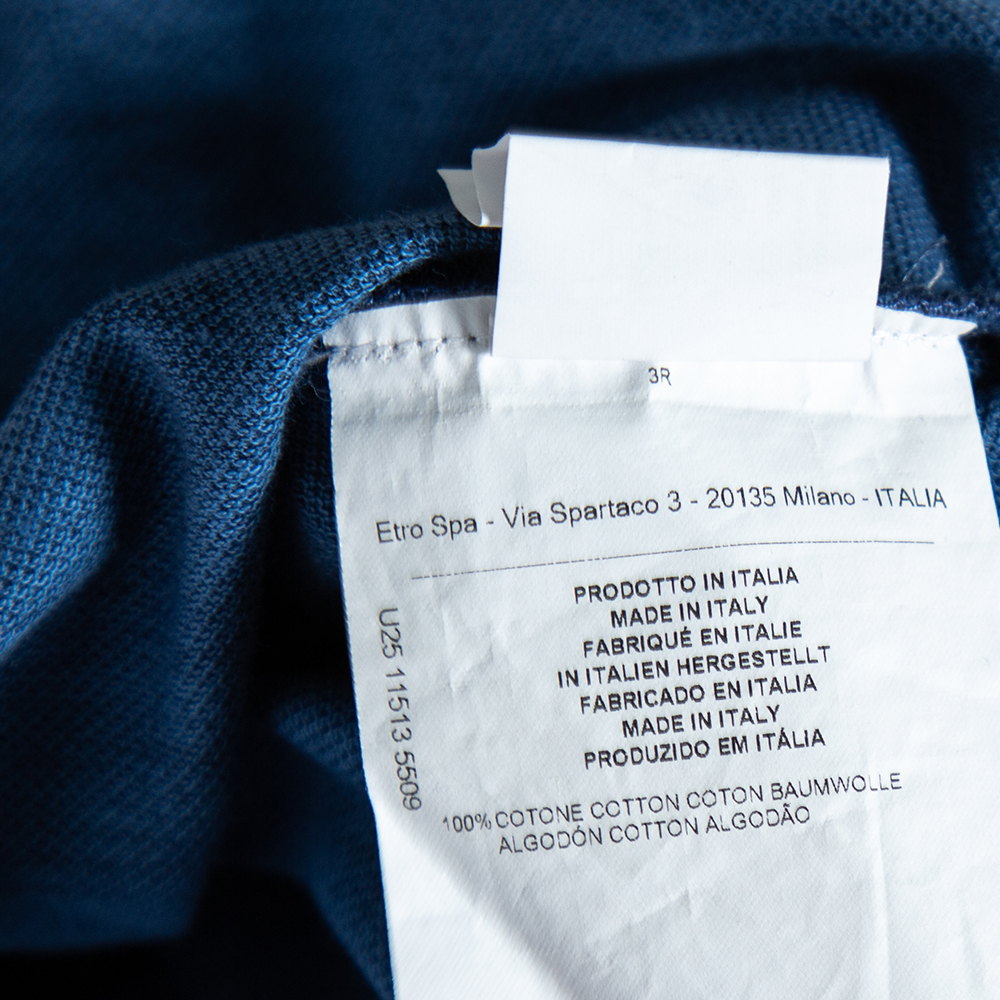 3R
Etro Spa - Via Spartaco 3 - 20135 Milano - ITALIA
PRODOTTO IN ITALIA
MADE IN ITALY
FABRIQUÉ EN ITALIE
IN ITALIEN HERGESTELLT
FABRICADO EN ITALIA
MADE IN ITALY
PRODUZIDO EM ITÁLIA
U25 11513 5509
100% COTONE COTTON COTON BAUMWOLLE
ALGODÓN COTTON ALGODÃO